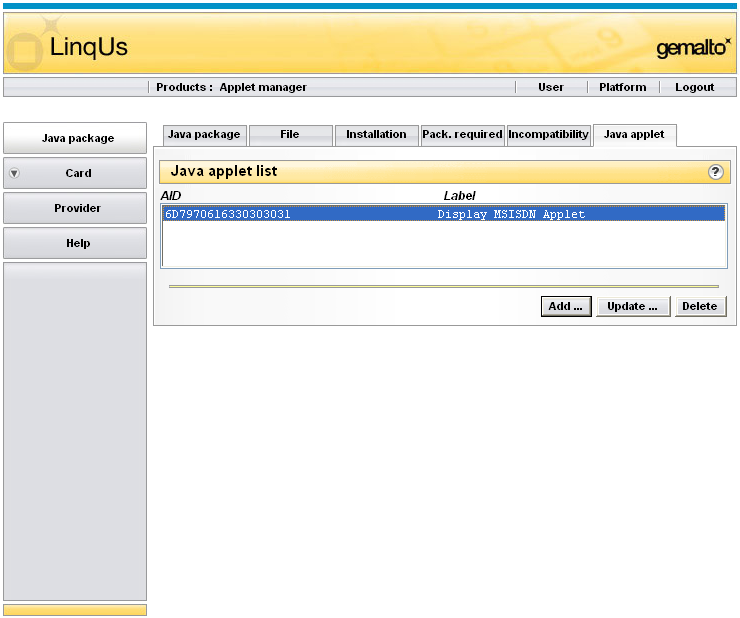 LinqUs
gemalto
Products : Applet manager
User
Platform
Logout
Java package
Card
Provider
Help
Java package
File
Installation
Pack. required
Incompatibility
Java applet
Java applet list
?
AID
Label
6D7970616330303031
Display MSISDN Applet
Add ...
Update ...
Delete